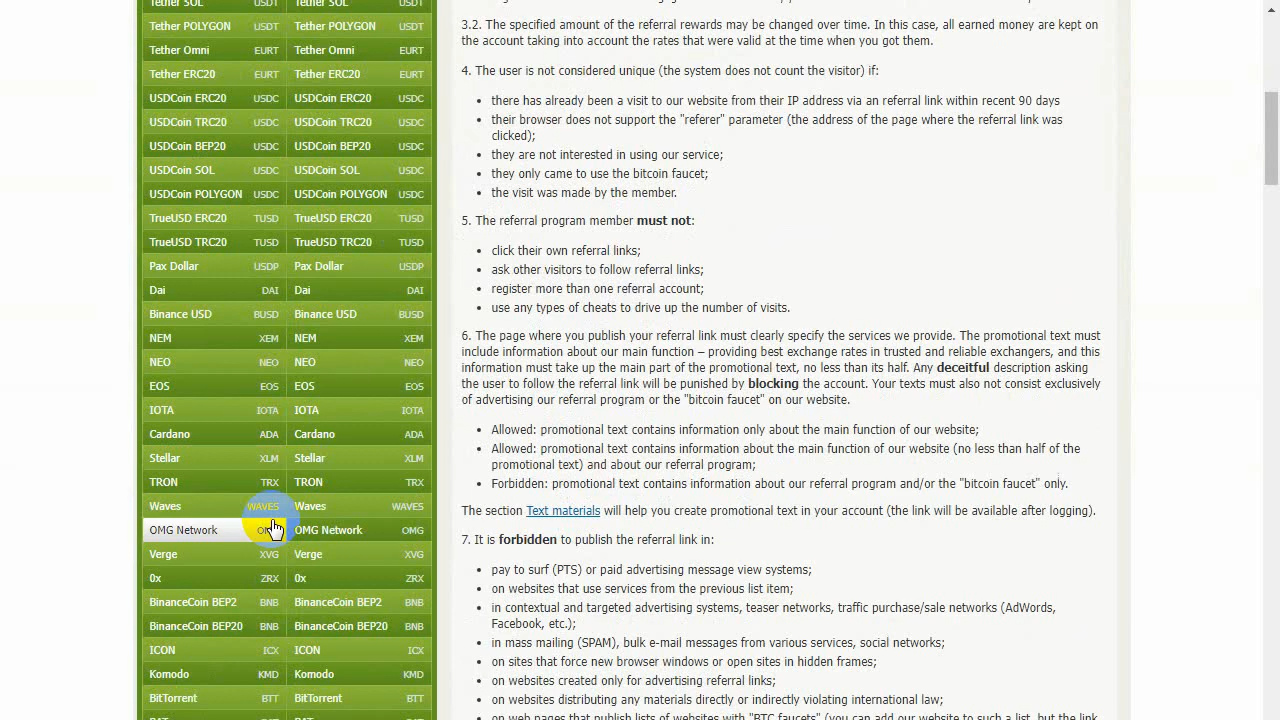 Tether SOL USDT Tether SOL USDT
Tether POLYGON USDT Tether POLYGON USDT
Tether Omni EURT Tether Omni EURT
Tether ERC20 EURT Tether ERC20 EURT
USDCoin ERC20 USDC USDCoin ERC20 USDC
USDCoin TRC20 USDC USDCoin TRC20 USDC
USDCoin BEP20 USDC USDCoin BEP20 USDC
USDCoin SOL USDC USDCoin SOL USDC
USDCoin POLYGON USDC USDCoin POLYGON USDC
TrueUSD ERC20 TUSD TrueUSD ERC20 TUSD
TrueUSD TRC20 TUSD TrueUSD TRC20 TUSD
Pax Dollar USDP Pax Dollar USDP
Dai DAI Dai DAI
Binance USD BUSD Binance USD BUSD
NEM XEM NEM XEM
NEO NEO NEO NEO
EOS EOS EOS EOS
IOTA IOTA IOTA IOTA
Cardano ADA Cardano ADA
Stellar XLM Stellar XLM
TRON TRX TRON TRX
Waves WAVES Waves WAVES
OMG Network OMG Network OMG
Verge XVG Verge XVG
0x ZRX 0x ZRX
BinanceCoin BEP2 BNB BinanceCoin BEP2 BNB
BinanceCoin BEP20 BNB BinanceCoin BEP20 BNB
ICON ICX ICON ICX
Komodo KMD Komodo KMD
BitTorrent BTT BitTorrent BTT
3.2. The specified amount of the referral rewards may be changed over time. In this case, all earned money are kept on
the account taking into account the rates that were valid at the time when you got them.
4. The user is not considered unique (the system does not count the visitor) if:
• there has already been a visit to our website from their IP address via an referral link within recent 90 days
• their browser does not support the "referer" parameter (the address of the page where the referral link was
clicked);
• they are not interested in using our service;
• they only came to use the bitcoin faucet;
• the visit was made by the member.
5. The referral program member must not:
• click their own referral links;
• ask other visitors to follow referral links;
• register more than one referral account;
• use any types of cheats to drive up the number of visits.
6. The page where you publish your referral link must clearly specify the services we provide. The promotional text must
include information about our main function – providing best exchange rates in trusted and reliable exchangers, and this
information must take up the main part of the promotional text, no less than its half. Any deceitful description asking
the user to follow the referral link will be punished by blocking the account. Your texts must also not consist exclusively
of advertising our referral program or the "bitcoin faucet" on our website.
• Allowed: promotional text contains information only about the main function of our website;
• Allowed: promotional text contains information about the main function of our website (no less than half of the
promotional text) and about our referral program;
• Forbidden: promotional text contains information about our referral program and/or the "bitcoin faucet" only.
The section Text materials will help you create promotional text in your account (the link will be available after logging).
7. It is forbidden to publish the referral link in:
• pay to surf (PTS) or paid advertising message view systems;
• on websites that use services from the previous list item;
• in contextual and targeted advertising systems, teaser networks, traffic purchase/sale networks (AdWords,
Facebook, etc.);
• in mass mailing (SPAM), bulk e-mail messages from various services, social networks;
• on sites that force new browser windows or open sites in hidden frames;
• on websites created only for advertising referral links;
• on websites distributing any materials directly or indirectly violating international law;
• on web pages that publish lists of websites with "BTC faucets" (you can add our website to such a list, but the link